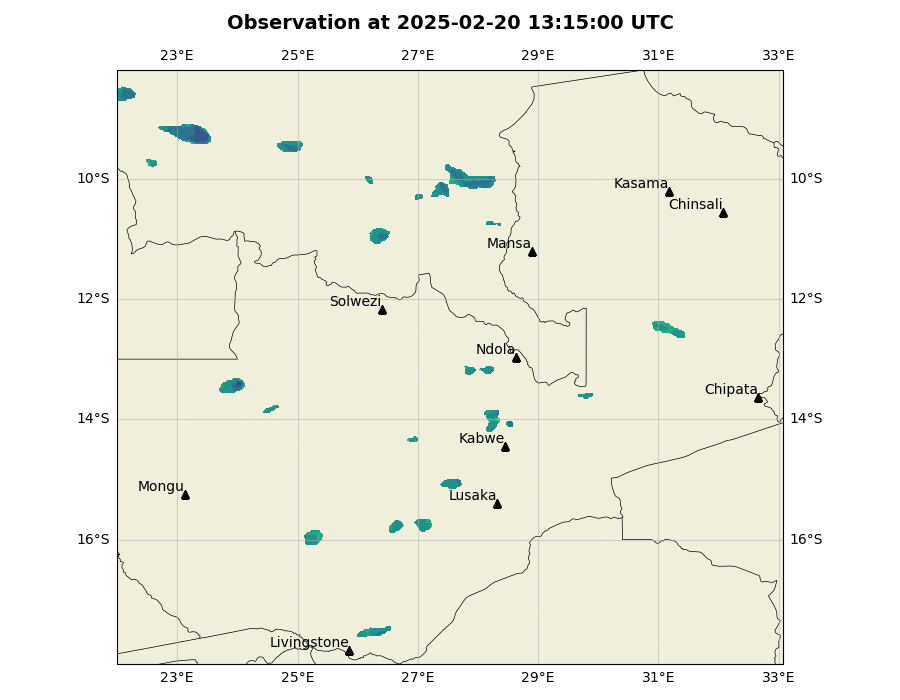 Observation at 2025-02-20 13:15:00 UTC
23°E 25°E 27°E 29°E 31°E 33°E
10°S 10°S
Kasama
Chinsali
Mansa
12°S 12°S
Solwezi
Ndola
Chipata
14°S 14°S
Kabwe
Mongu
Lusaka
16°S 16°S
Livingstone
23°E 25°E 27°E 29°E 31°E 33°E